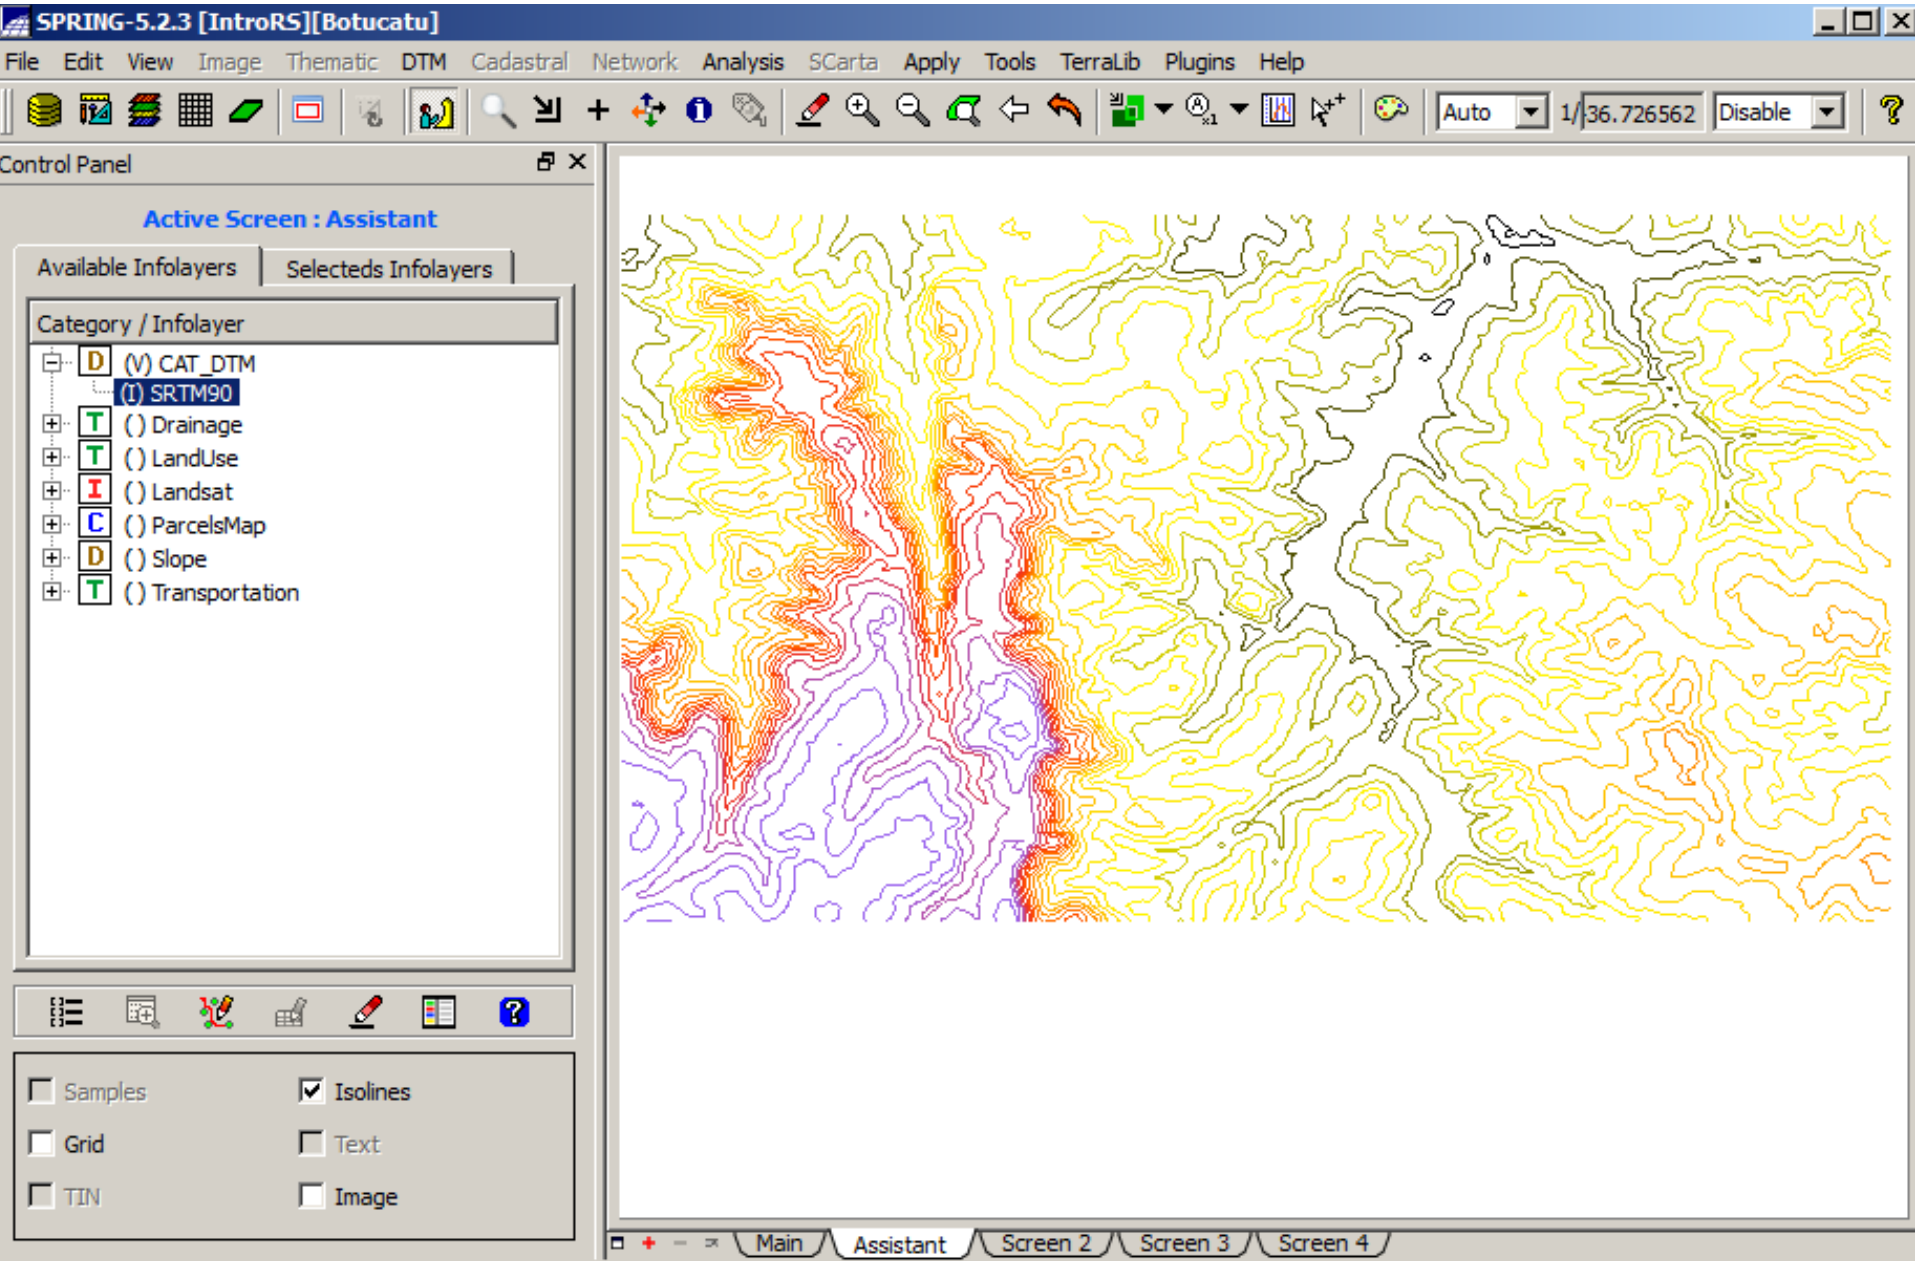 SPRING-5.2.3 [IntroRS][Botucatu]
File Edit View Image Thematic DTM Cadastral Network Analysis SCarta Apply Tools TerraLib Plugins Help
Auto 1/-36.726562 Disable
Control Panel
Active Screen : Assistant
Available Infolayers Selecteds Infolayers
Category / Infolayer
D (V) CAT_DTM
(I) SRTM90
T () Drainage
T () LandUse
I () Landsat
C () ParcelsMap
D () Slope
T () Transportation
Samples Isolines
Grid Text
TIN Image
Main Assistant Screen 2 Screen 3 Screen 4